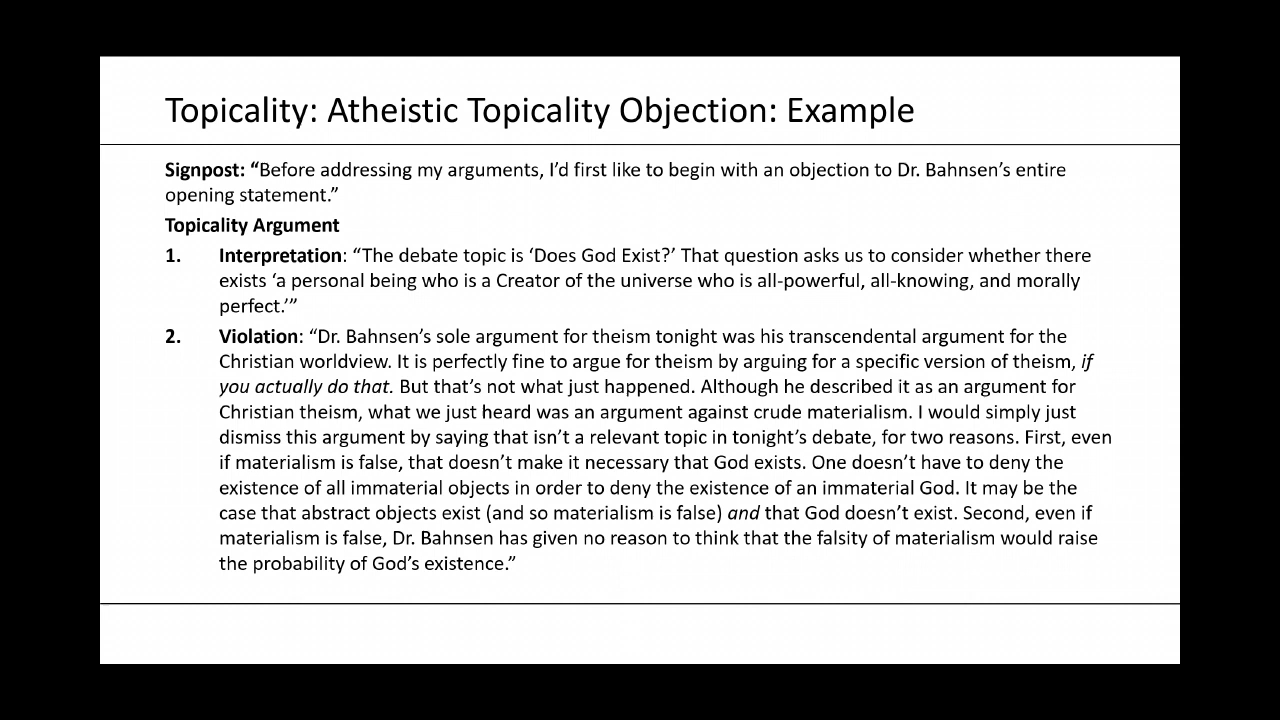 Topicality: Atheistic Topicality Objection: Example
Signpost: “Before addressing my arguments, I’d first like to begin with an objection to Dr. Bahnsen’s entire
opening statement.”
Topicality Argument
1. Interpretation: “The debate topic is ‘Does God Exist?’ That question asks us to consider whether there
exists ‘a personal being who is a Creator of the universe who is all-powerful, all-knowing, and morally
perfect.’”
2. Violation: “Dr. Bahnsen’s sole argument for theism tonight was his transcendental argument for the
Christian worldview. It is perfectly fine to argue for theism by arguing for a specific version of theism, if
you actually do that. But that’s not what just happened. Although he described it as an argument for
Christian theism, what we just heard was an argument against crude materialism. I would simply just
dismiss this argument by saying that isn’t a relevant topic in tonight’s debate, for two reasons. First, even
if materialism is false, that doesn’t make it necessary that God exists. One doesn’t have to deny the
existence of all immaterial objects in order to deny the existence of an immaterial God. It may be the
case that abstract objects exist (and so materialism is false) and that God doesn’t exist. Second, even if
materialism is false, Dr. Bahnsen has given no reason to think that the falsity of materialism would raise
the probability of God’s existence.”